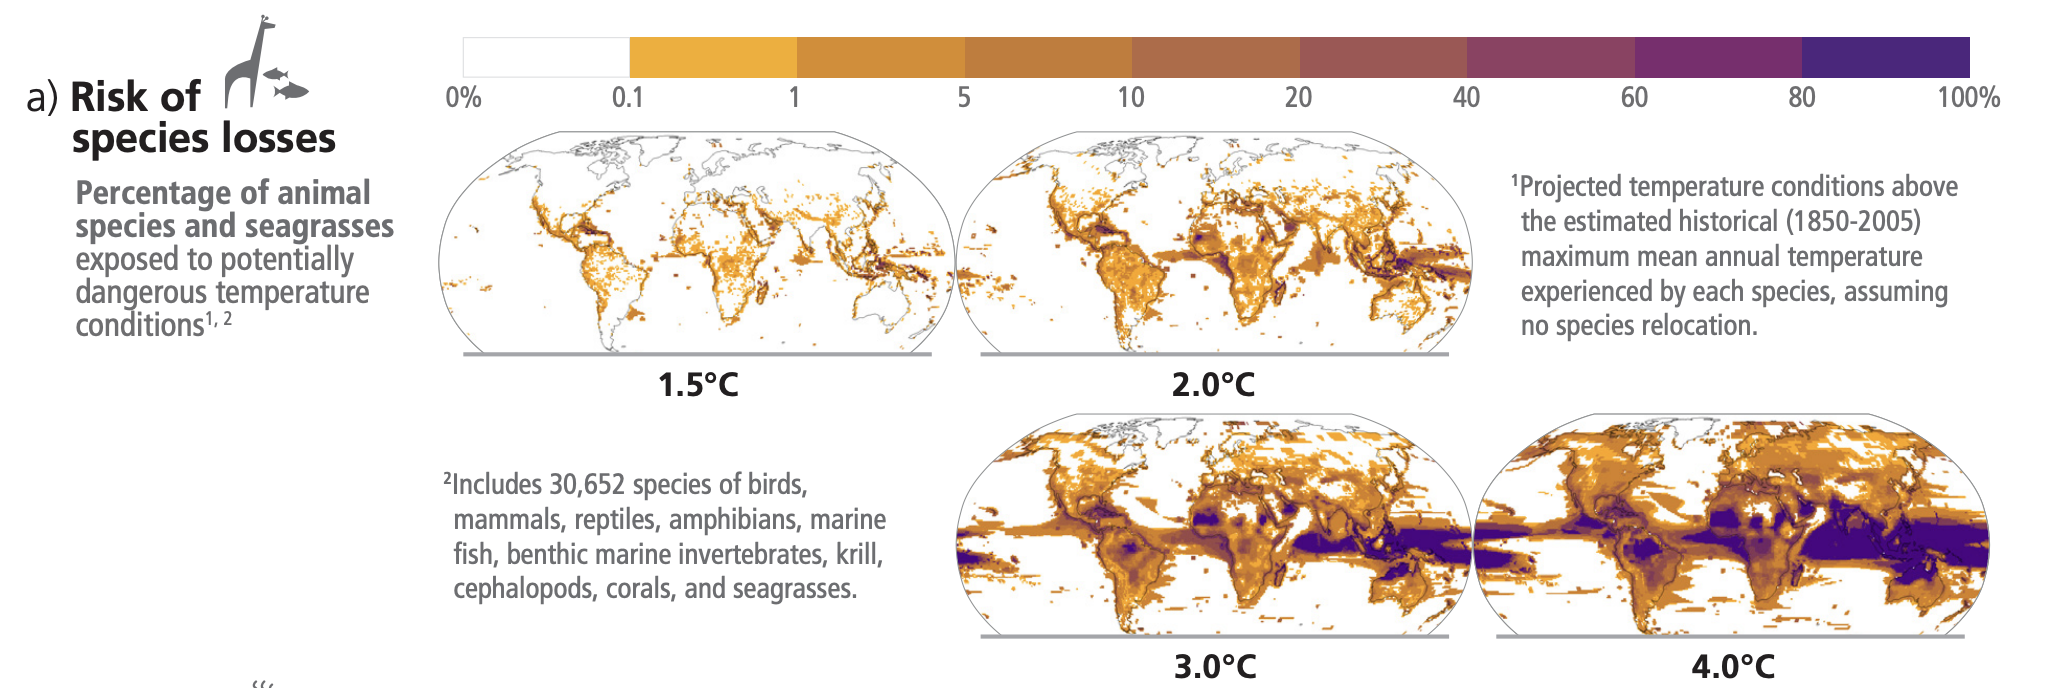 a) Risk of
species losses
Percentage of animal
species and seagrasses
exposed to potentially
dangerous temperature
conditions¹, ²
0% 0.1 1 5 10 20 40 60 80 100%
1.5°C 2.0°C
¹Projected temperature conditions above
the estimated historical (1850-2005)
maximum mean annual temperature
experienced by each species, assuming
no species relocation.
²Includes 30,652 species of birds,
mammals, reptiles, amphibians, marine
fish, benthic marine invertebrates, krill,
cephalopods, corals, and seagrasses.
3.0°C 4.0°C